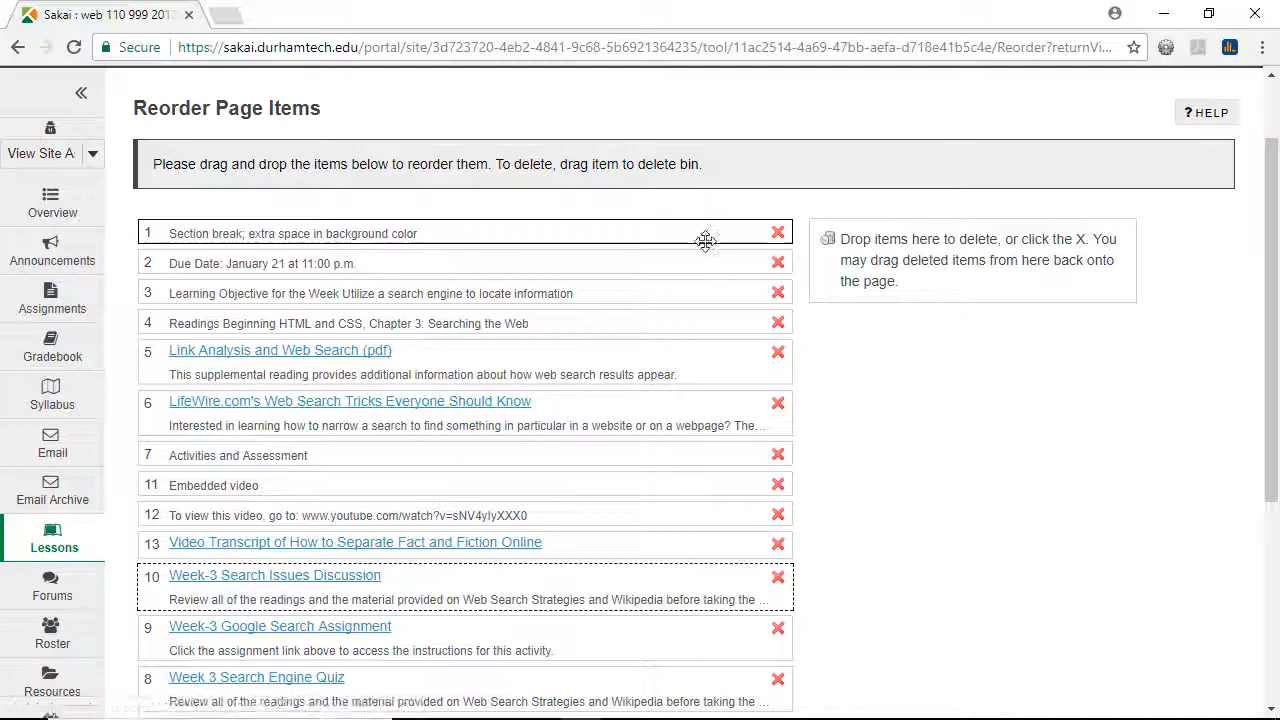 Sakai : web 110 999 201
Secure
https://sakai.durhamtech.edu/portal/site/3d723720-4eb2-4841-9c68-5b6921364235/tool/11ac2514-4a69-47bb-aefa-d718e41b5c4e/Reorder?returnVi...
Reorder Page Items
? HELP
View Site A
Please drag and drop the items below to reorder them. To delete, drag item to delete bin.
Overview
Announcements
Assignments
Gradebook
Syllabus
Email
Email Archive
Lessons
Forums
Roster
Resources
1 Section break; extra space in background color
2 Due Date: January 21 at 11:00 p.m.
3 Learning Objective for the Week Utilize a search engine to locate information
4 Readings Beginning HTML and CSS, Chapter 3: Searching the Web
5 Link Analysis and Web Search (pdf)
This supplemental reading provides additional information about how web search results appear.
6 LifeWire.com's Web Search Tricks Everyone Should Know
Interested in learning how to narrow a search to find something in particular in a website or on a webpage? The...
7 Activities and Assessment
11 Embedded video
12 To view this video, go to: www.youtube.com/watch?v=sNV4yIyXXX0
13 Video Transcript of How to Separate Fact and Fiction Online
10 Week-3 Search Issues Discussion
Review all of the readings and the material provided on Web Search Strategies and Wikipedia before taking the ...
9 Week-3 Google Search Assignment
Click the assignment link above to access the instructions for this activity.
8 Week 3 Search Engine Quiz
Review all of the readings and the material provided on Web Search Strategies and Wikipedia before taking the ...
Drop items here to delete, or click the X. You
may drag deleted items from here back onto
the page.